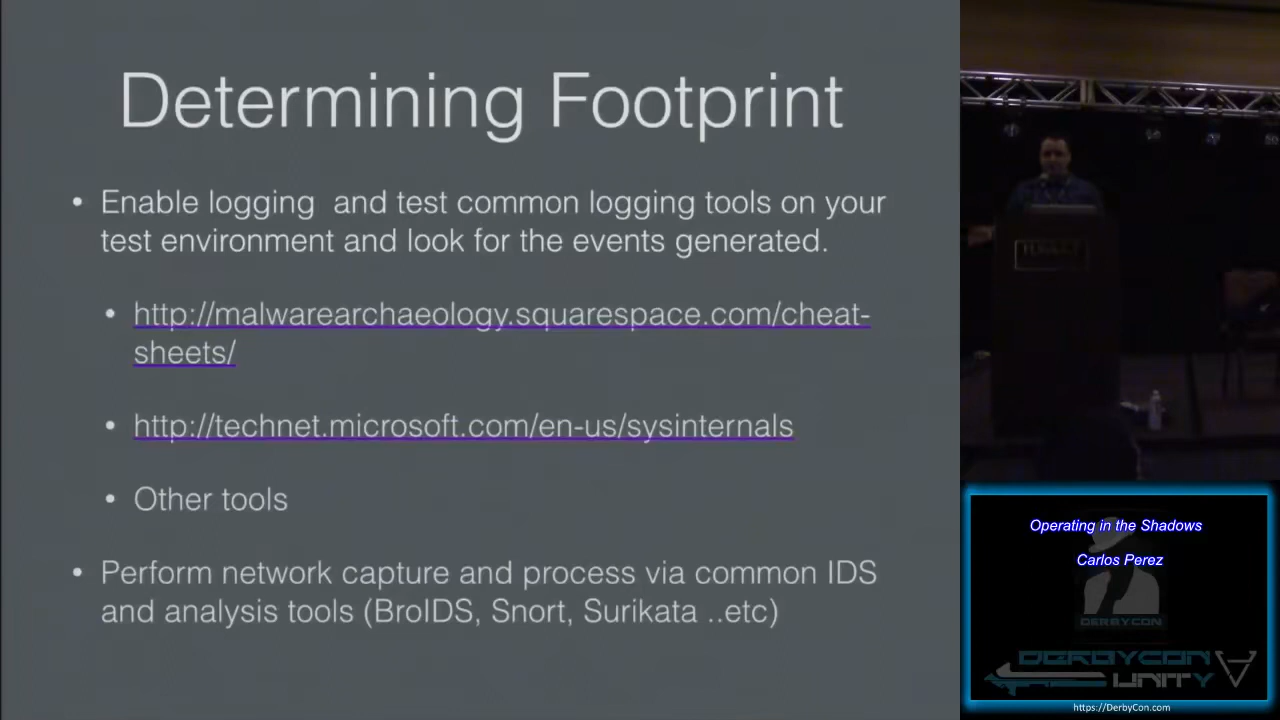 Determining Footprint
• Enable logging  and test common logging tools on your
test environment and look for the events generated.
• http://malwarearchaeology.squarespace.com/cheat-
sheets/
• http://technet.microsoft.com/en-us/sysinternals
• Other tools
• Perform network capture and process via common IDS
and analysis tools (BroIDS, Snort, Surikata ..etc)
Operating in the Shadows
Carlos Perez
DERBYCON
DERBYCON
UNITY
https://DerbyCon.com